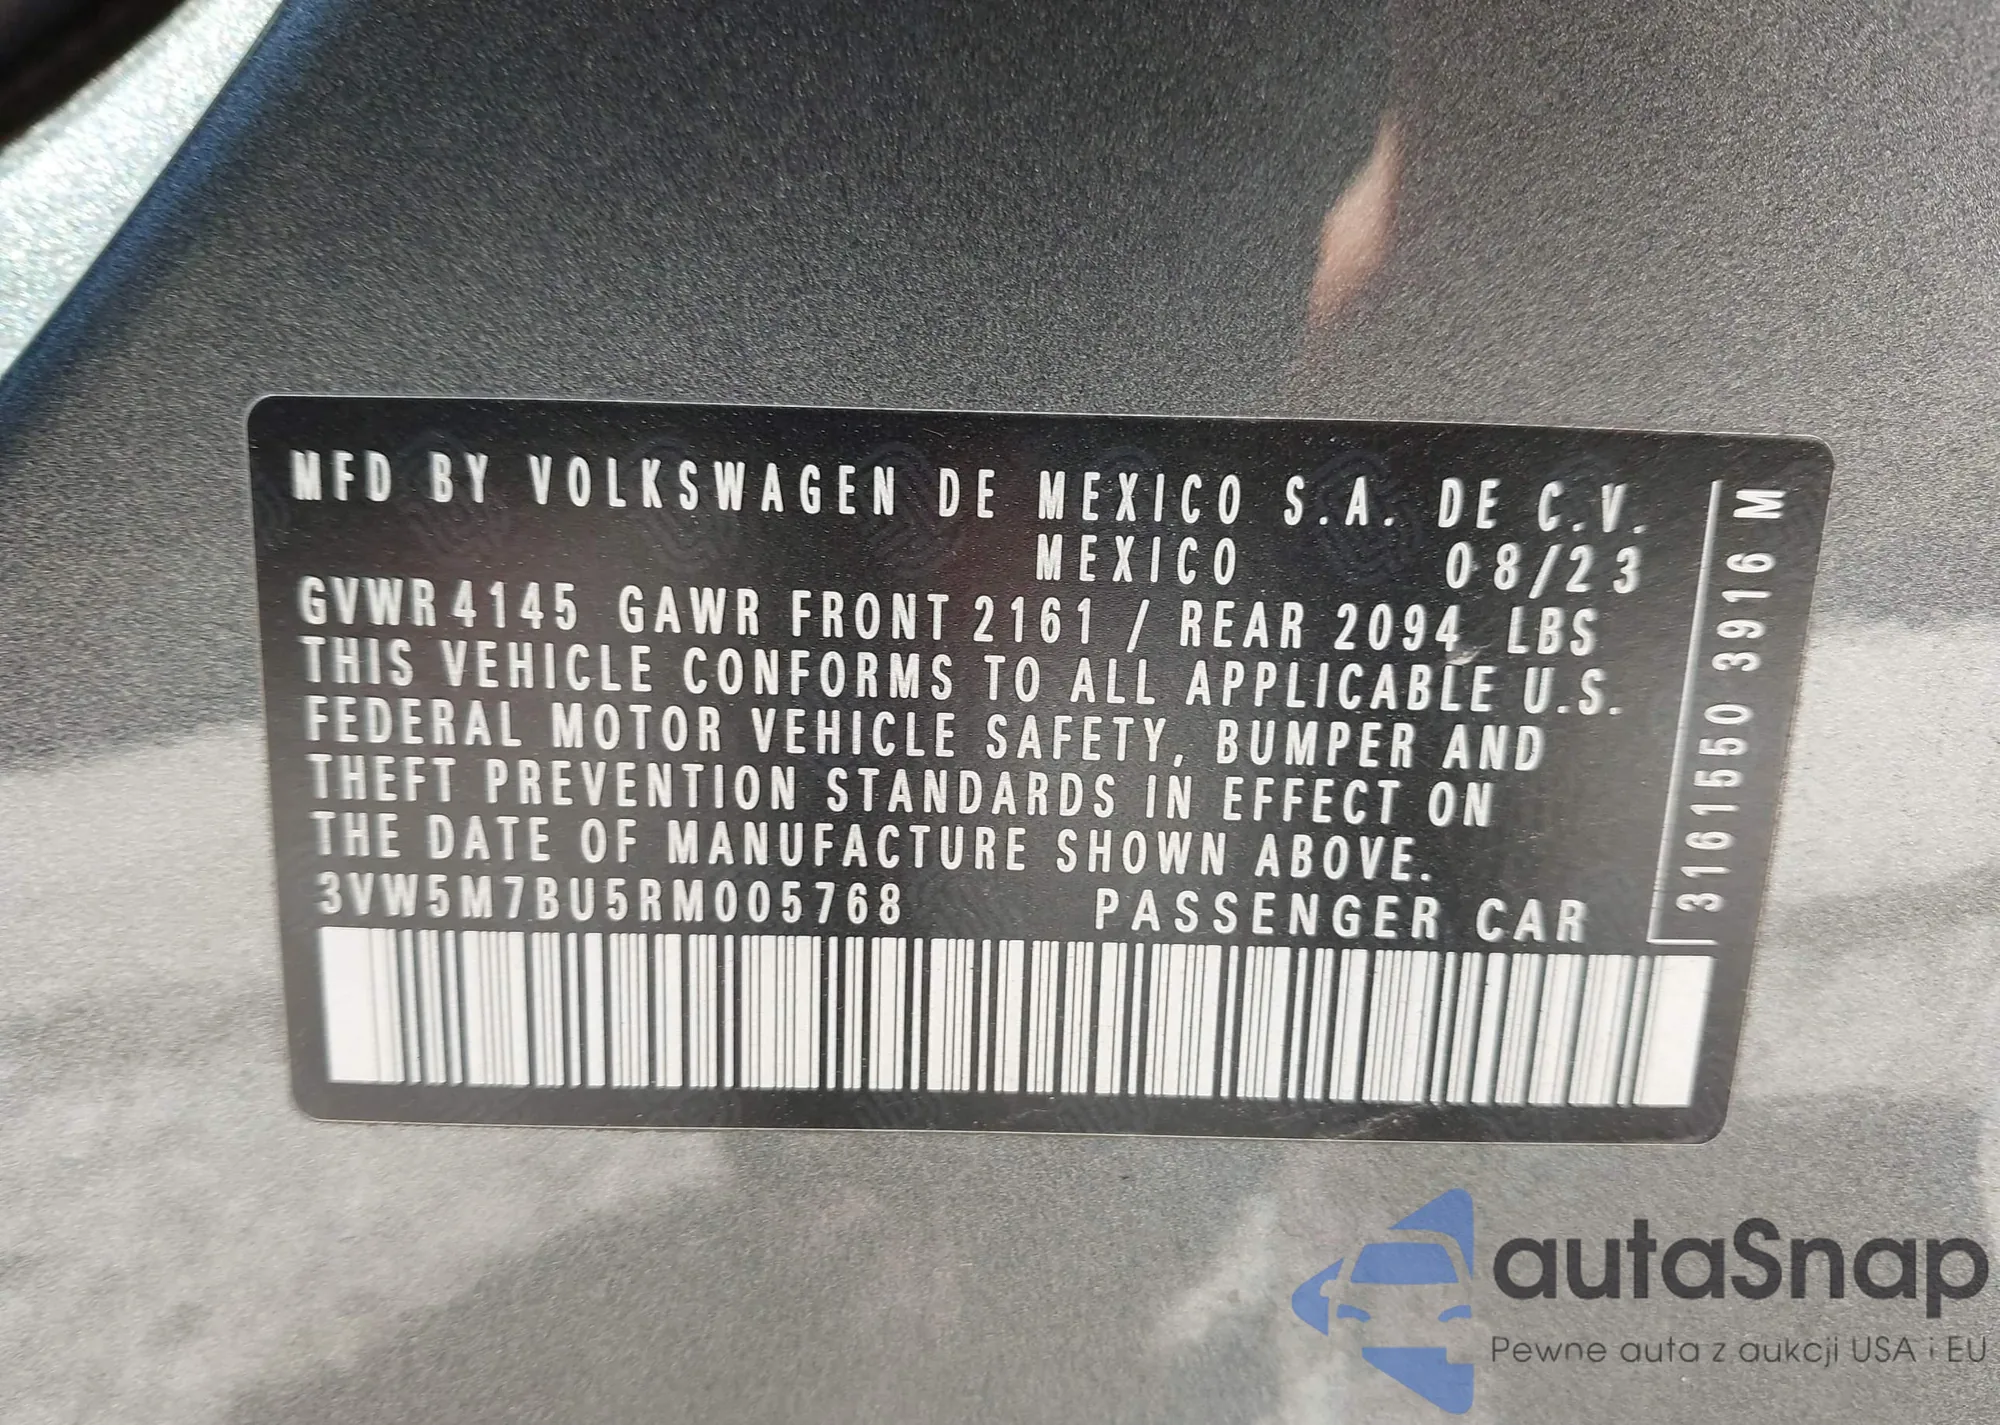 MFD BY VOLKSWAGEN DE MEXICO S.A. DE C.V.
MEXICO 08/23
GVWR 4145 GAWR FRONT 2161 / REAR 2094 LBS
THIS VEHICLE CONFORMS TO ALL APPLICABLE U.S.
FEDERAL MOTOR VEHICLE SAFETY, BUMPER AND
THEFT PREVENTION STANDARDS IN EFFECT ON
THE DATE OF MANUFACTURE SHOWN ABOVE.
3VW5M7BU5RM005768 PASSENGER CAR
3161550 3916 M
autaSnap
Pewne auta z aukcji USA i EU